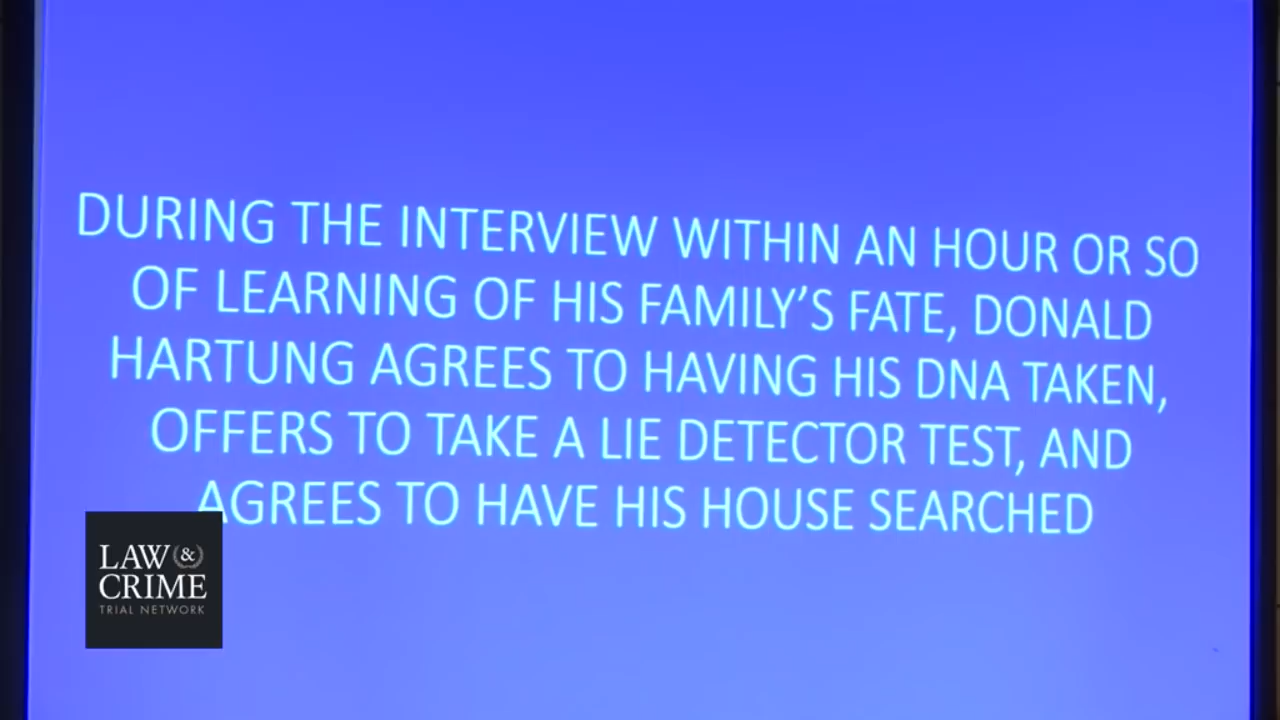 DURING THE INTERVIEW WITHIN AN HOUR OR SO
OF LEARNING OF HIS FAMILY’S FATE, DONALD
HARTUNG AGREES TO HAVING HIS DNA TAKEN,
OFFERS TO TAKE A LIE DETECTOR TEST, AND
AGREES TO HAVE HIS HOUSE SEARCHED
LAW &
CRIME
TRIAL NETWORK